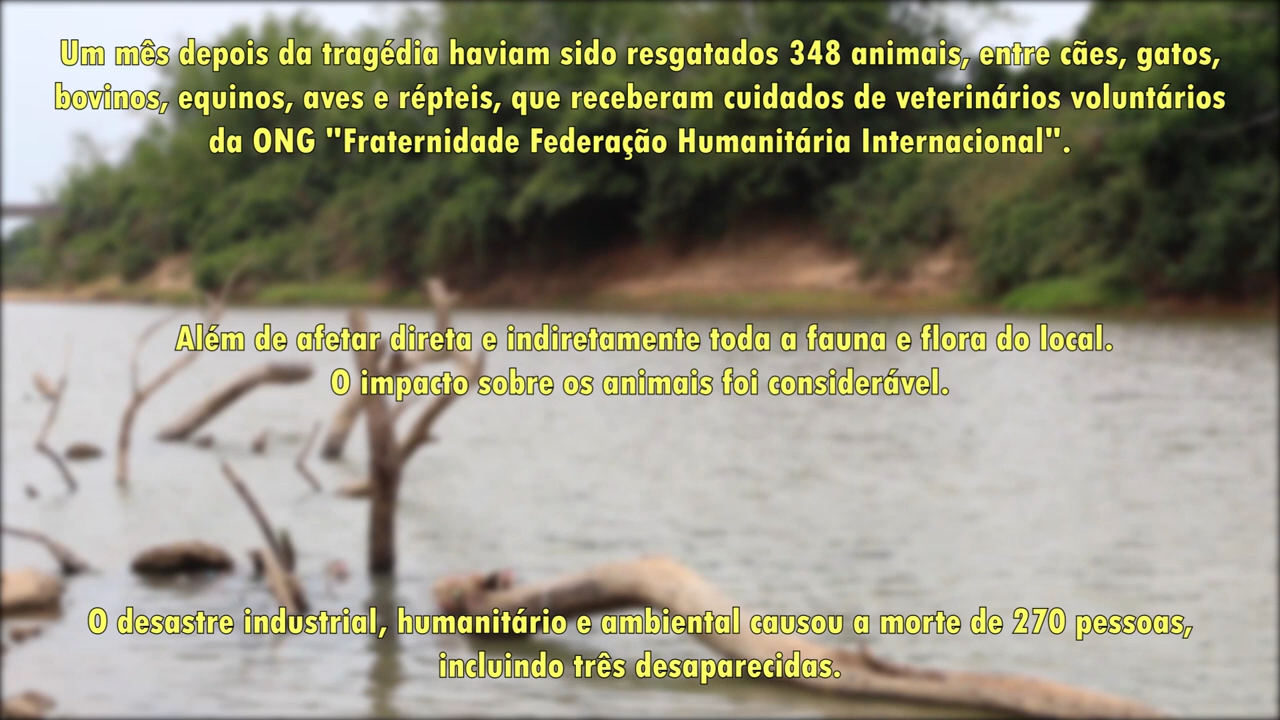 Um mês depois da tragédia haviam sido resgatados 348 animais, entre cães, gatos,
bovinos, equinos, aves e répteis, que receberam cuidados de veterinários voluntários
da ONG "Fraternidade Federação Humanitária Internacional".
Além de afetar direta e indiretamente toda a fauna e flora do local.
O impacto sobre os animais foi considerável.
O desastre industrial, humanitário e ambiental causou a morte de 270 pessoas,
incluindo três desaparecidas.